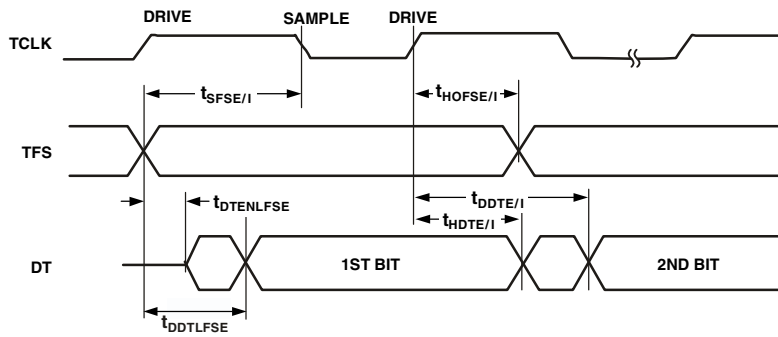 DRIVE SAMPLE DRIVE
TCLK
tSFSE/I tHOFSE/I
TFS
tDDTE/I
tDTENLFSE
tHDTE/I
DT 1ST BIT 2ND BIT
tDDTLFSE